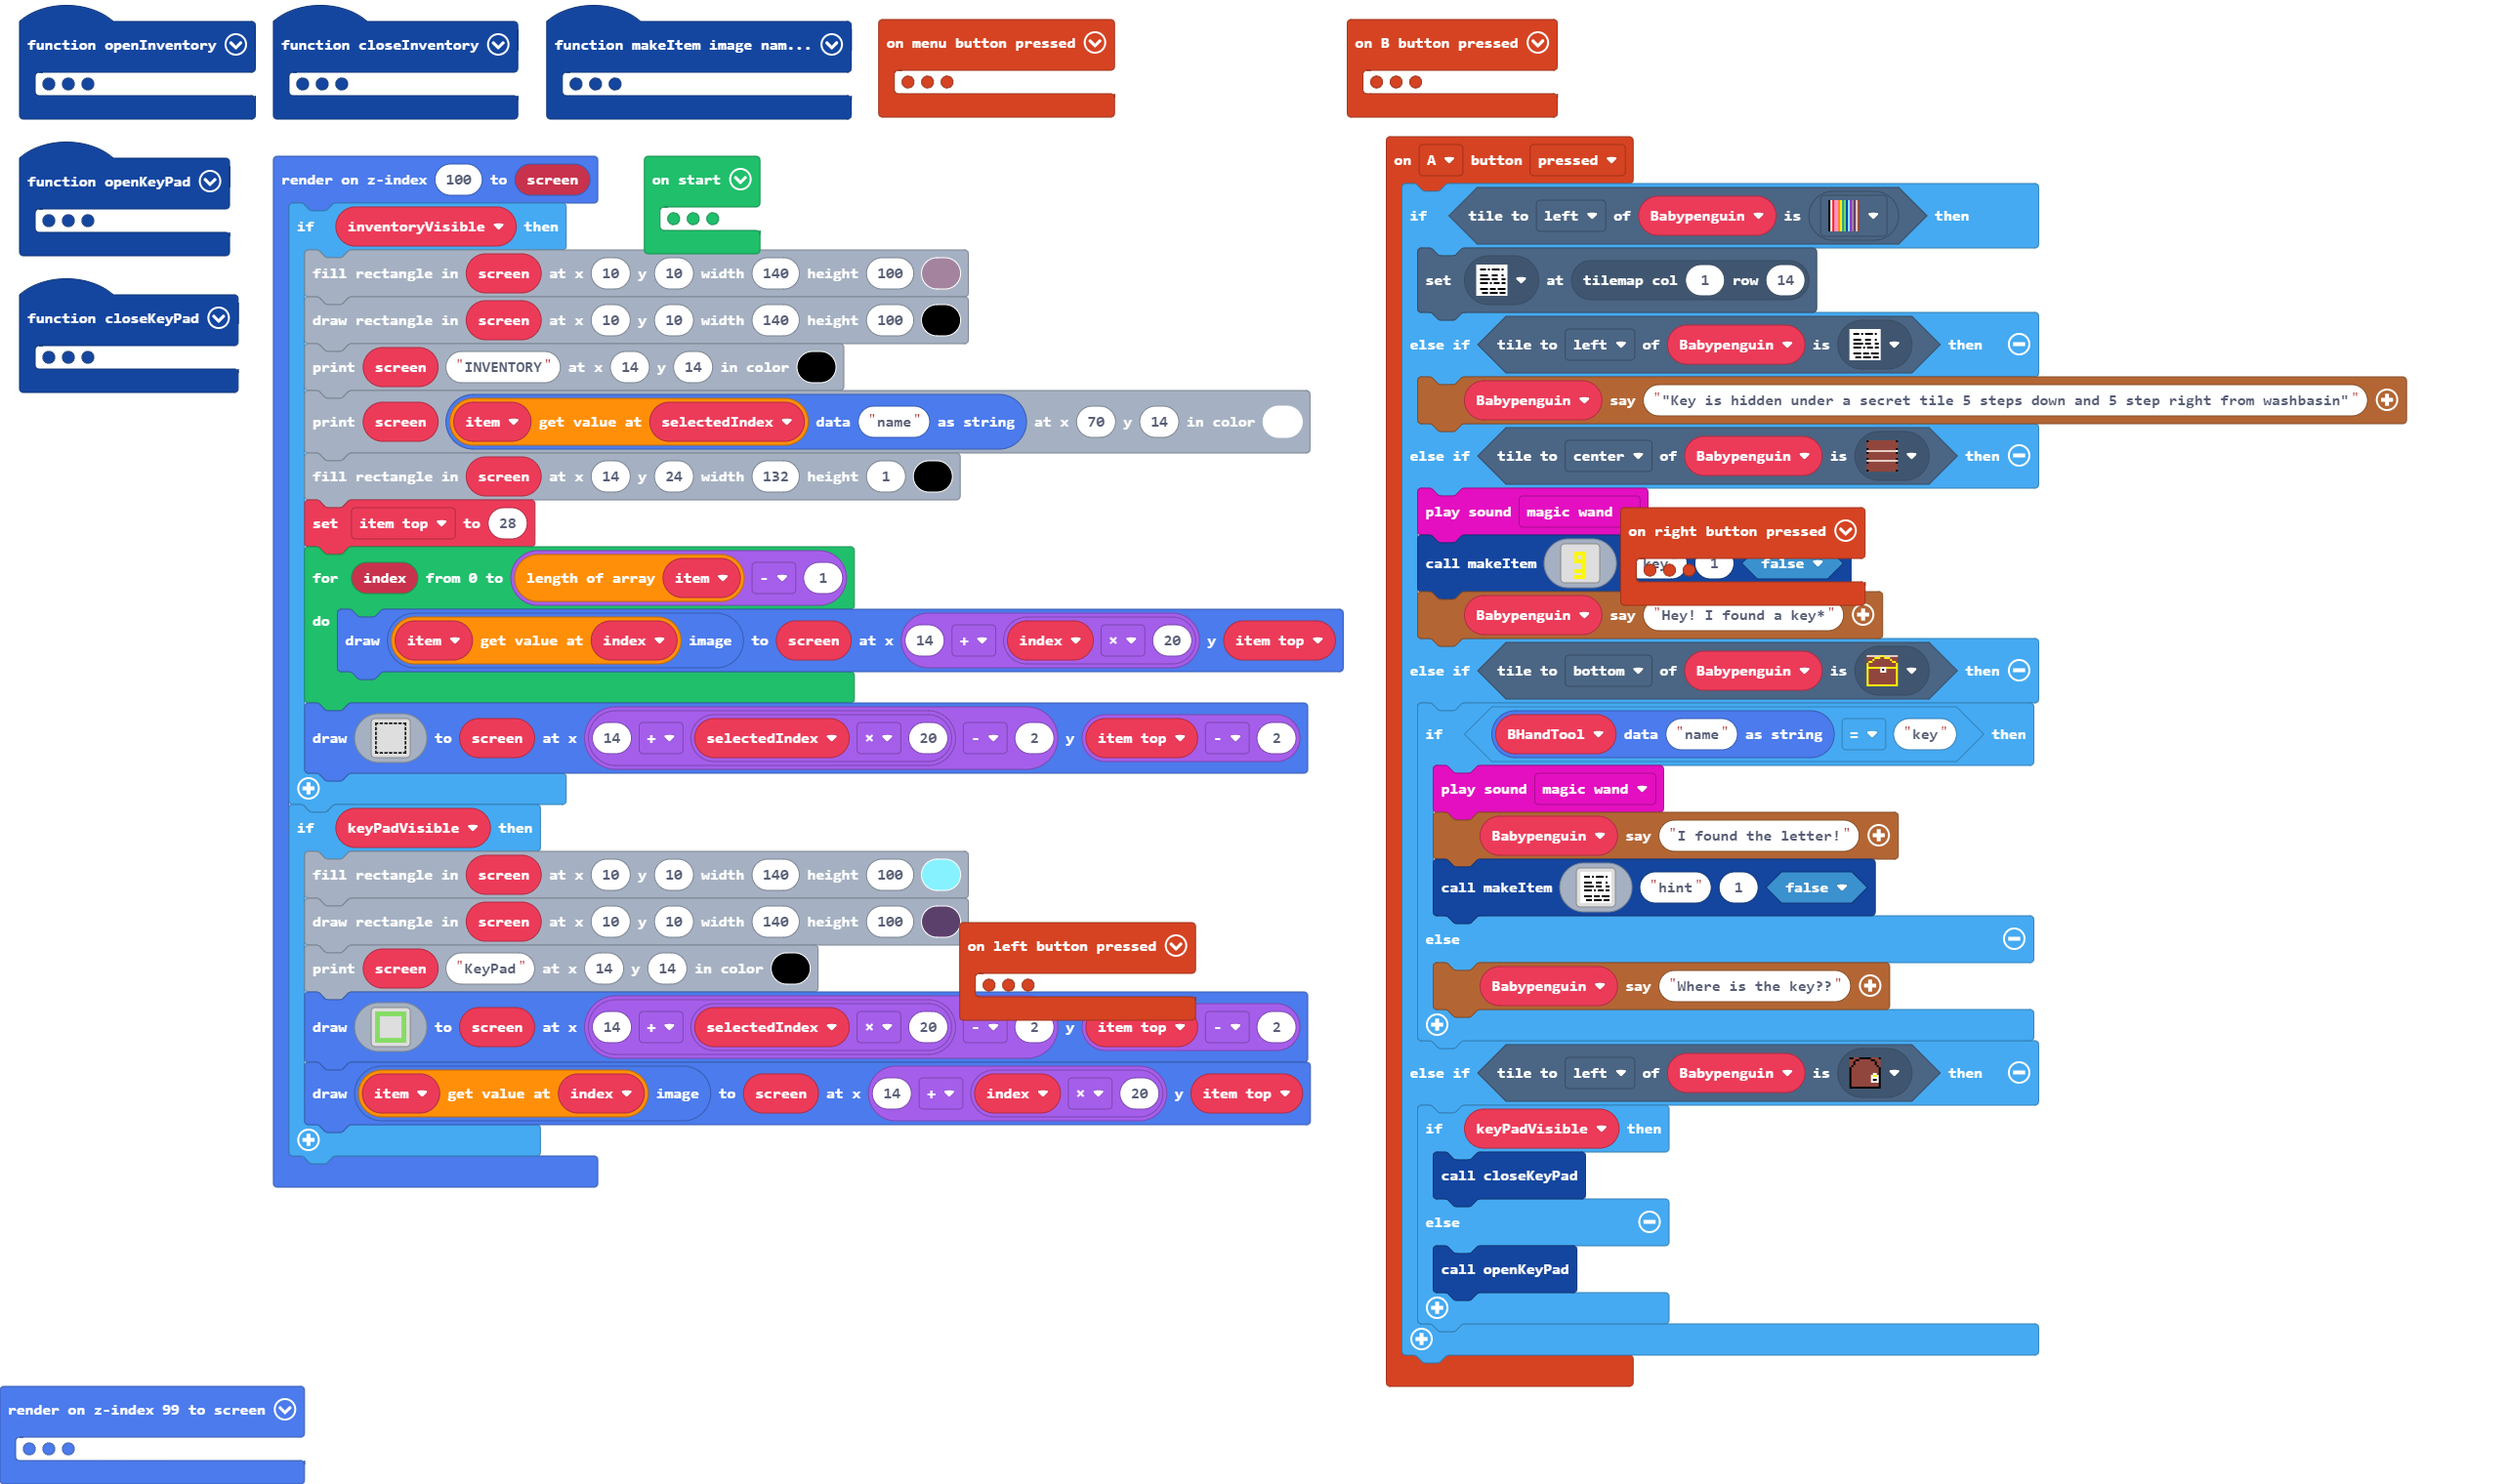 function openInventory
function closeInventory
function makeItem image nam...
on menu button pressed
on B button pressed
function openKeyPad
function closeKeyPad
render on z-index 100 to screen
on start
if inventoryVisible then
fill rectangle in screen at x 10 y 10 width 140 height 100
draw rectangle in screen at x 10 y 10 width 140 height 100
print screen "INVENTORY" at x 14 y 14 in color
print screen item get value at selectedIndex data "name" as string at x 70 y 14 in color
fill rectangle in screen at x 14 y 24 width 132 height 1
set item top to 28
for index from 0 to length of array item - 1
do
draw item get value at index image to screen at x 14 + index × 20 y item top
draw to screen at x 14 + selectedIndex × 20 - 2 y item top - 2
if keyPadVisible then
fill rectangle in screen at x 10 y 10 width 140 height 100
draw rectangle in screen at x 10 y 10 width 140 height 100
print screen "KeyPad" at x 14 y 14 in color
draw to screen at x 14 + selectedIndex × 20 - 2 y item top - 2
draw item get value at index image to screen at x 14 + index × 20 y item top
on left button pressed
on A button pressed
if tile to left of Babypenguin is then
set at tilemap col 1 row 14
else if tile to left of Babypenguin is then
Babypenguin say ""Key is hidden under a secret tile 5 steps down and 5 step right from washbasin""
else if tile to center of Babypenguin is then
play sound magic wand
on right button pressed
call makeItem key 1 false
Babypenguin say "Hey! I found a key*"
else if tile to bottom of Babypenguin is then
if BHandTool data "name" as string = "key" then
play sound magic wand
Babypenguin say "I found the letter!"
call makeItem "hint" 1 false
else
Babypenguin say "Where is the key??"
else if tile to left of Babypenguin is then
if keyPadVisible then
call closeKeyPad
else
call openKeyPad
render on z-index 99 to screen